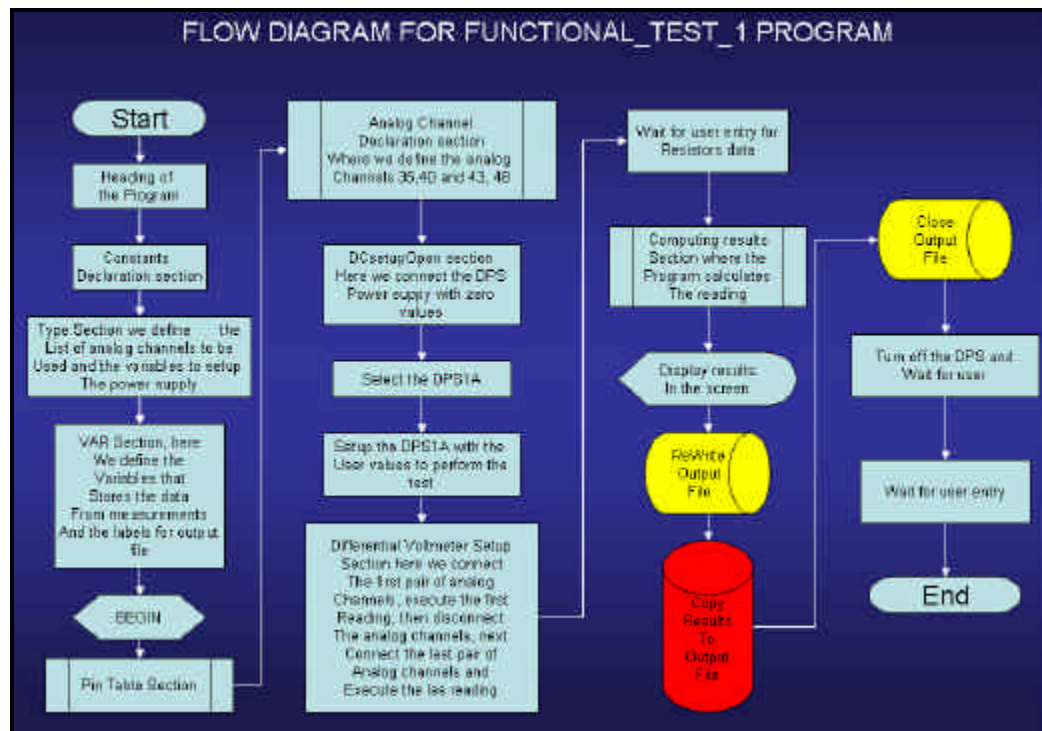 FLOW DIAGRAM FOR FUNCTIONAL_TEST_1 PROGRAM
Start
Heading of
the Program
Constants
Declaration section
Type Section we define the
List of analog channels to be
Used and the variables to setup
The power supply
VAR Section, here
We define the
Variables that
Stores the data
From measurements
And the labels for output
file
BEGIN
Pin Table Section
Analog Channel
Declaration section
Where we define the analog
Channels 35,40 and 43, 48
DCsetupOpen section
Here we connect the DPS
Power supply with zero
values
Select the DPS1A
Setup the DPS1A with the
User values to perform the
test
Differential Voltmeter Setup
Section here we connect
The first pair of analog
Channels, execute the first
Reading, then disconnect
The analog channels, next
Connect the last pair of
Analog channels and
Execute the las reading
Wait for user entry for
Resistors data
Computing results
Section where the
Program calculates
The reading
Display results
In the screen
ReWrite
Output
File
Copy
Results
To
Output
File
Close
Output
File
Turn off the DPS and
Wait for user
Wait for user entry
End